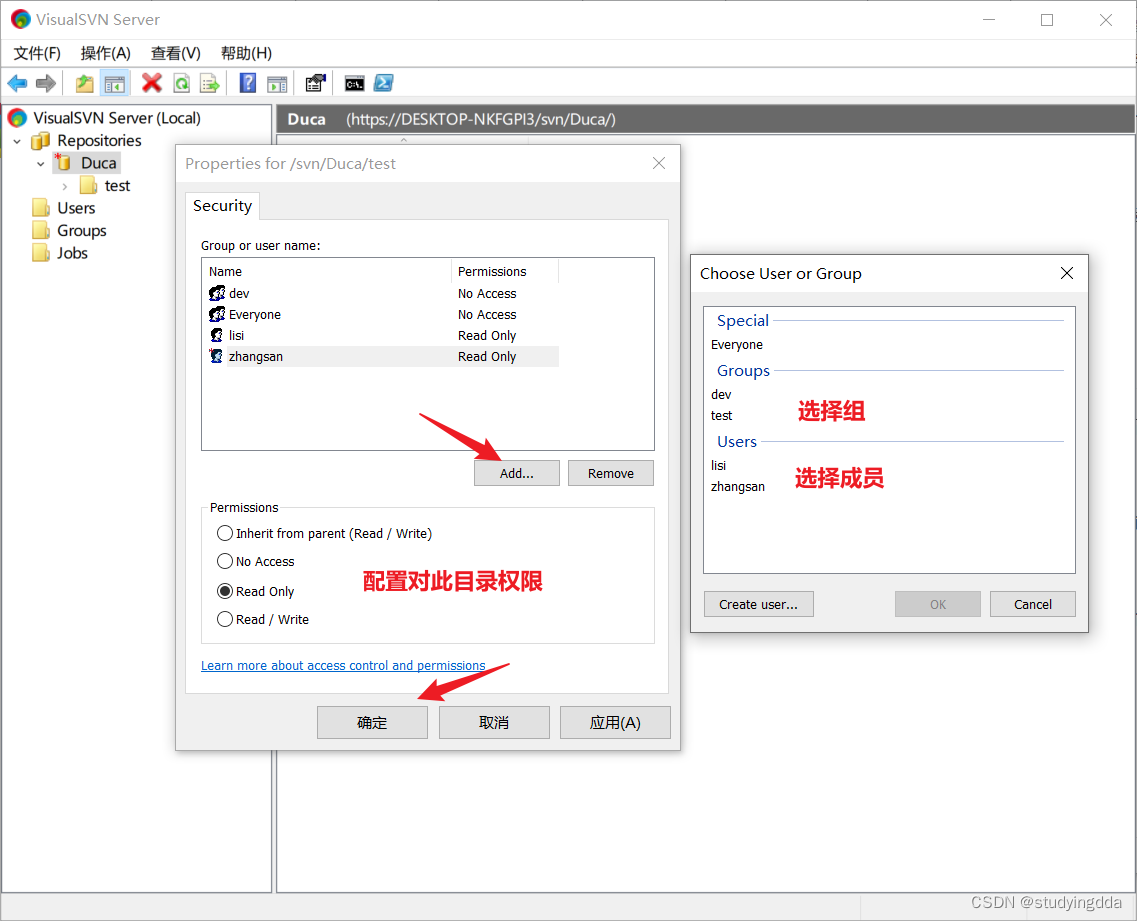 VisualSVN Server
文件(F) 操作(A) 查看(V) 帮助(H)
VisualSVN Server (Local)
Repositories
Duca
test
Users
Groups
Jobs
Duca (https://DESKTOP-NKFGPI3/svn/Duca/)
Properties for /svn/Duca/test
Security
Group or user name:
Name Permissions
dev No Access
Everyone No Access
lisi Read Only
zhangsan Read Only
Add... Remove
Permissions
Inherit from parent (Read / Write)
No Access
Read Only
Read / Write
配置对此目录权限
Learn more about access control and permissions
确定 取消 应用(A)
Choose User or Group
Special
Everyone
Groups
dev
test
选择组
Users
lisi
zhangsan
选择成员
Create user... OK Cancel
CSDN @studyingdda